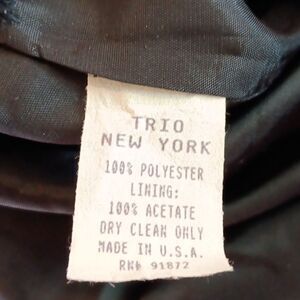 TRIO
NEW YORK
100% POLYESTER
LINING:
100% ACETATE
DRY CLEAN ONLY
MADE IN U.S.A.
RN# 91872